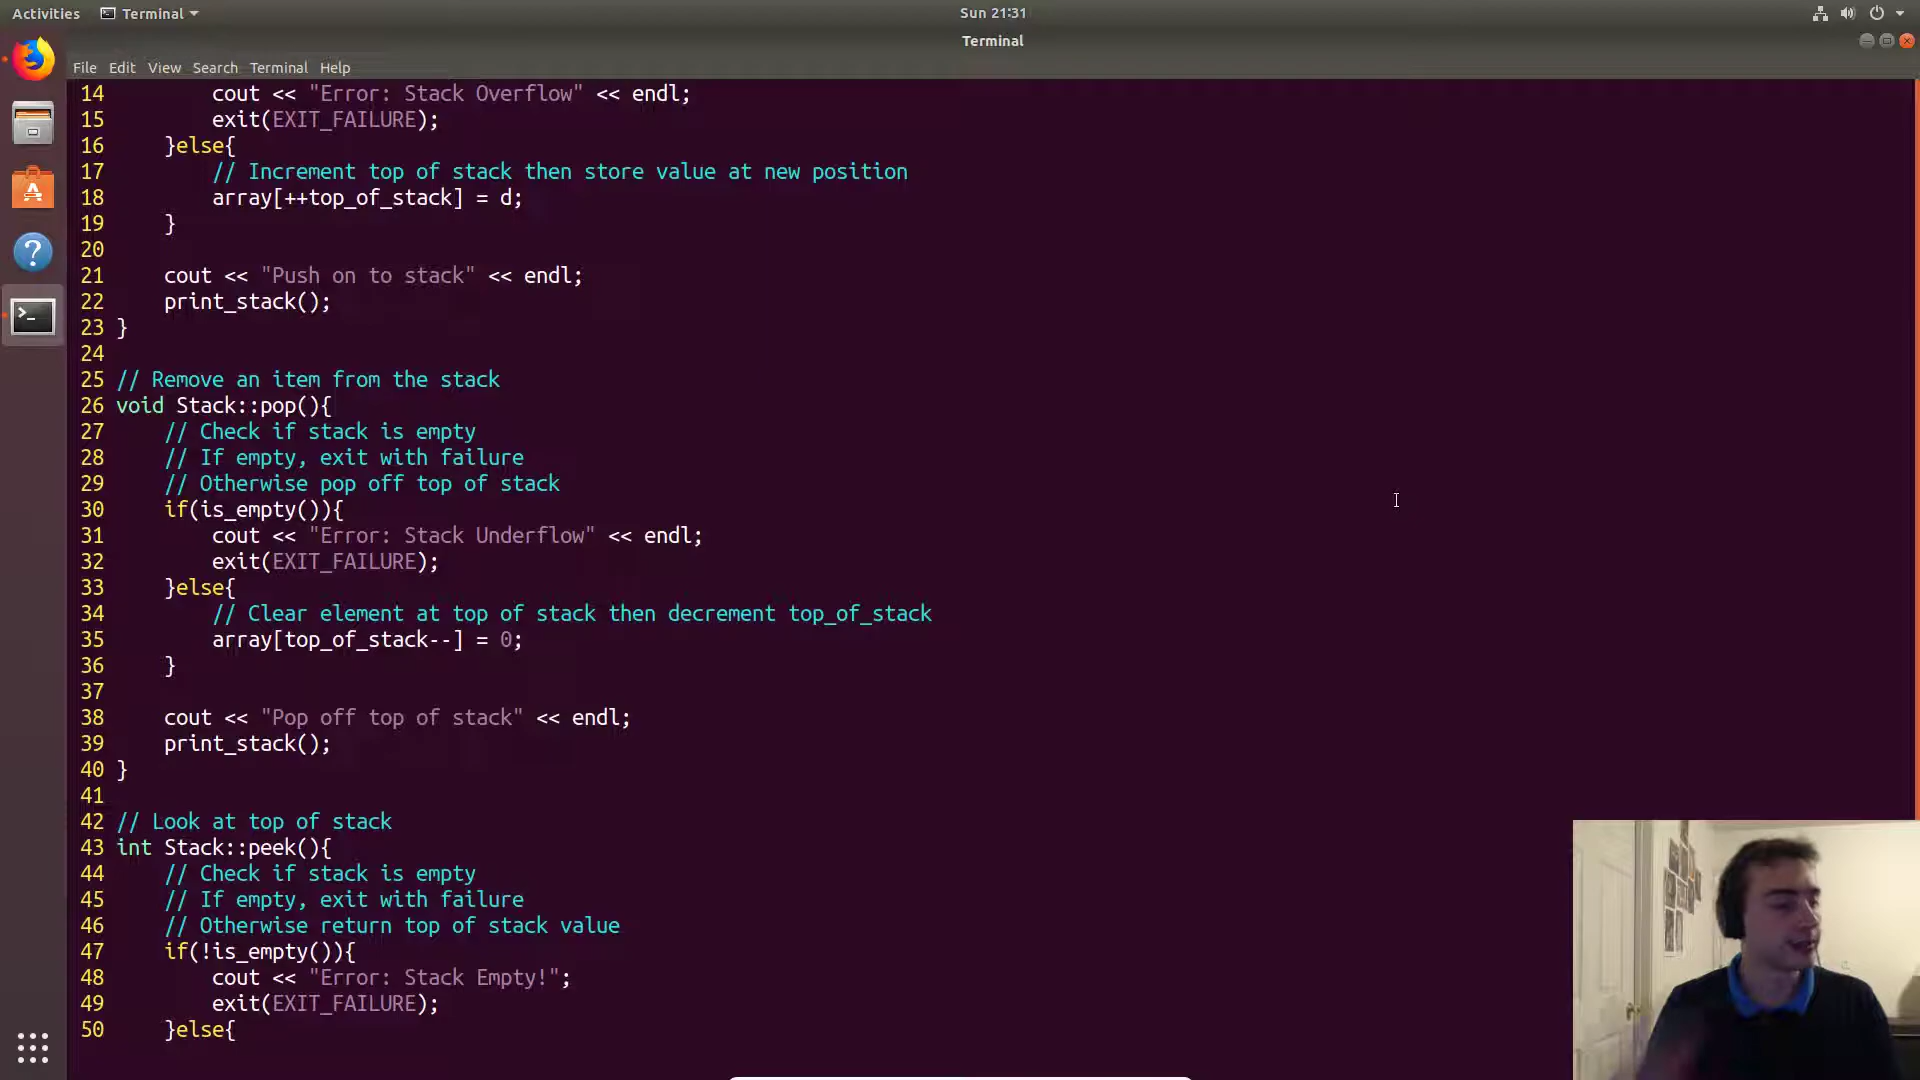 Activities Terminal Sun 21:31
Terminal
File Edit View Search Terminal Help
14 cout << "Error: Stack Overflow" << endl;
15 exit(EXIT_FAILURE);
16 }else{
17 // Increment top of stack then store value at new position
18 array[++top_of_stack] = d;
19 }
20
21 cout << "Push on to stack" << endl;
22 print_stack();
23 }
24
25 // Remove an item from the stack
26 void Stack::pop(){
27 // Check if stack is empty
28 // If empty, exit with failure
29 // Otherwise pop off top of stack
30 if(is_empty()){
31 cout << "Error: Stack Underflow" << endl;
32 exit(EXIT_FAILURE);
33 }else{
34 // Clear element at top of stack then decrement top_of_stack
35 array[top_of_stack--] = 0;
36 }
37
38 cout << "Pop off top of stack" << endl;
39 print_stack();
40 }
41
42 // Look at top of stack
43 int Stack::peek(){
44 // Check if stack is empty
45 // If empty, exit with failure
46 // Otherwise return top of stack value
47 if(!is_empty()){
48 cout << "Error: Stack Empty!";
49 exit(EXIT_FAILURE);
50 }else{